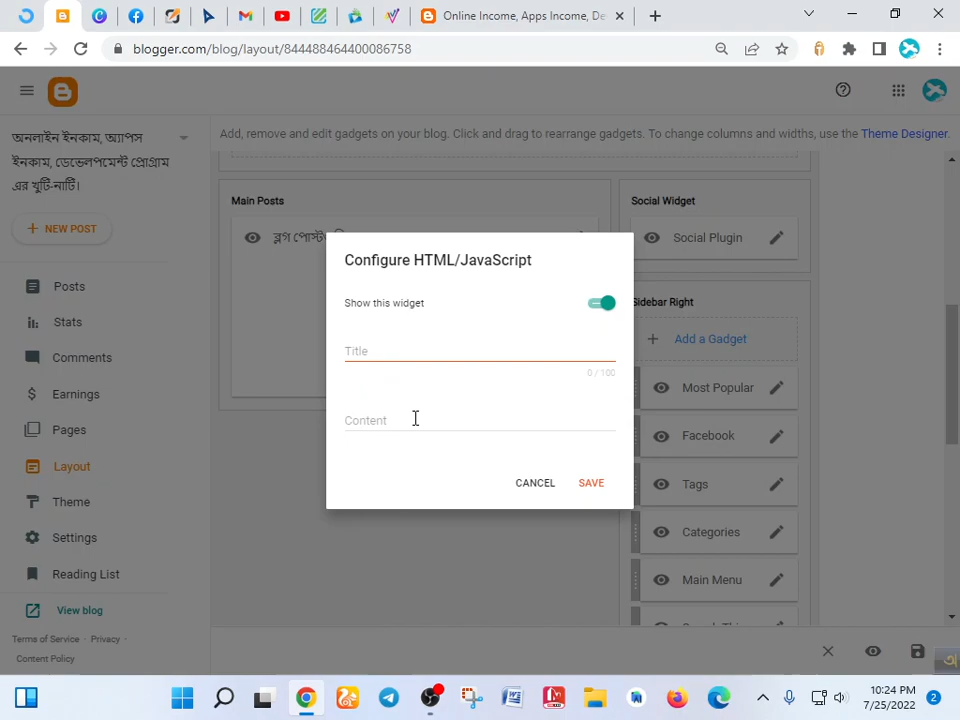 Online Income, Apps Income, De
blogger.com/blog/layout/844488464400086758
অনলাইন ইনকাম, অ্যাপস
ইনকাম, ডেভেলপমেন্ট প্রোগ্রাম
এর খুটি-নাটি।
Add, remove and edit gadgets on your blog. Click and drag to rearrange gadgets. To change columns and widths, use the Theme Designer.
NEW POST
Posts
Stats
Comments
Earnings
Pages
Layout
Theme
Settings
Reading List
View blog
Terms of Service · Privacy ·
Content Policy
Main Posts
ব্লগ পোস্ট
Social Widget
Social Plugin
Sidebar Right
Add a Gadget
Most Popular
Facebook
Tags
Categories
Main Menu
Configure HTML/JavaScript
Show this widget
Title
0 / 100
Content
CANCEL
SAVE
10:24 PM
7/25/2022
2